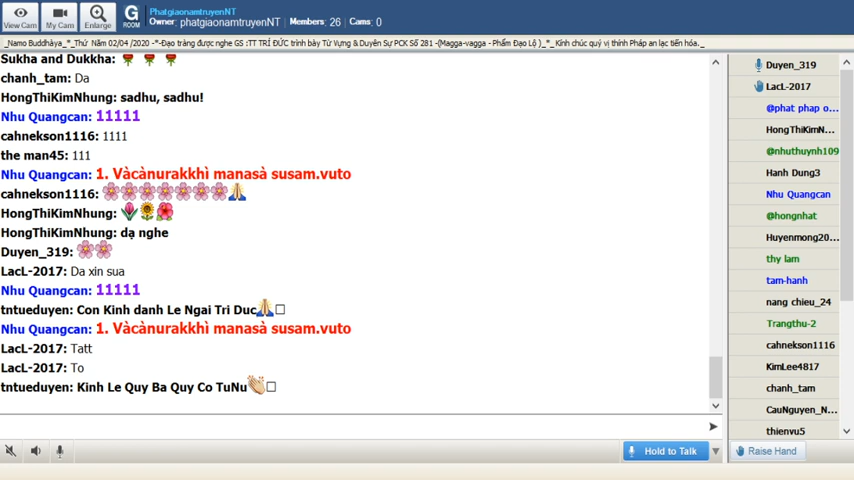 PhatgiaonamtruyenNT
Owner: phatgiaonamtruyenNT | Members: 26 | Cams: 0
View Cam
My Cam
Enlarge
G
ROOM
_Namo Buddhàya_*_Thứ Năm 02/04 /2020 -*-Đạo tràng được nghe GS :TT TRÍ ĐỨC trình bày Từ Vựng & Duyên Sự PCK Số 281 -(Magga-vagga - Phẩm Đạo Lộ )_*_ Kính chúc quý vị thính Pháp an lạc tiến hóa._
Sukha and Dukkha:
chanh_tam: Da
HongThiKimNhung: sadhu, sadhu!
Nhu Quangcan: 11111
cahnekson1116: 1111
the man45: 111
Nhu Quangcan: 1. Vàcànurakkhì manasà susam.vuto
cahnekson1116:
HongThiKimNhung:
HongThiKimNhung: dạ nghe
Duyen_319:
LacL-2017: Da xin sua
Nhu Quangcan: 11111
tntueduyen: Con Kinh danh Le Ngai Tri Duc
Nhu Quangcan: 1. Vàcànurakkhì manasà susam.vuto
LacL-2017: Tatt
LacL-2017: To
tntueduyen: Kinh Le Quy Ba Quy Co TuNu
Hold to Talk
Duyen_319
LacL-2017
@phat phap o...
HongThiKimN...
@nhuthuynh109
Hanh Dung3
Nhu Quangcan
@hongnhat
Huyenmong20...
thy lam
tam-hanh
nang chieu_24
Trangthu-2
cahnekson1116
KimLee4817
chanh_tam
CauNguyen_N...
thienvu5
Raise Hand